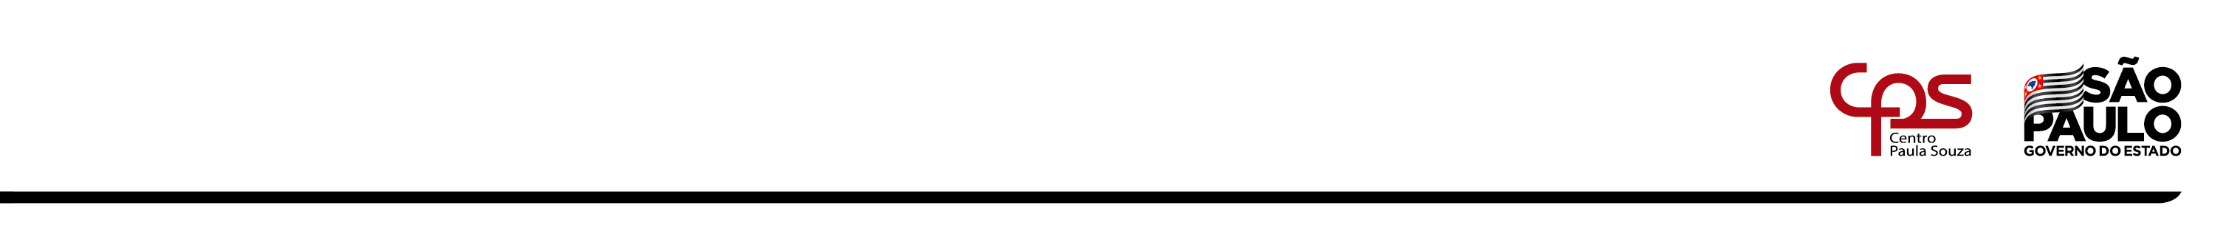 cps
Centro
Paula Souza
SÃO
PAULO
GOVERNO DO ESTADO